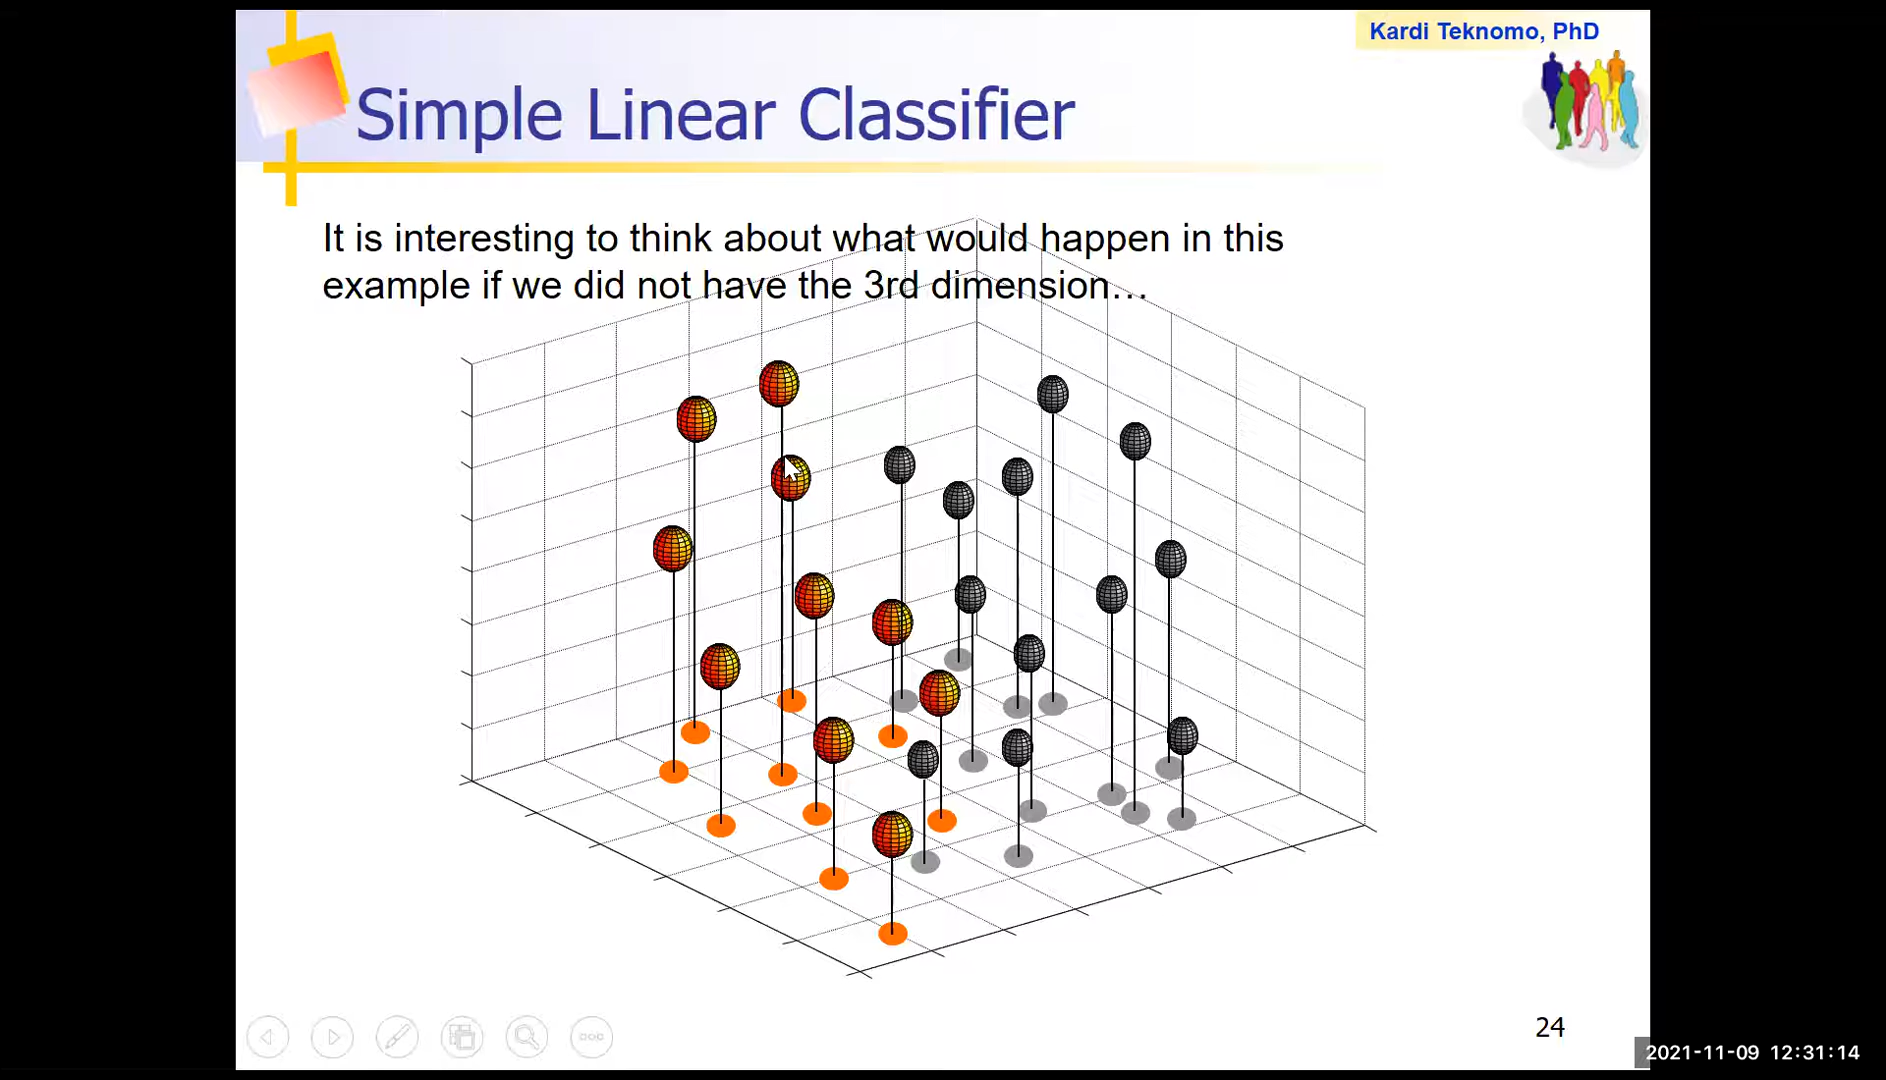 Kardi Teknomo, PhD
Simple Linear Classifier
It is interesting to think about what would happen in this
example if we did not have the 3rd dimension…
24
2021-11-09 12:31:14